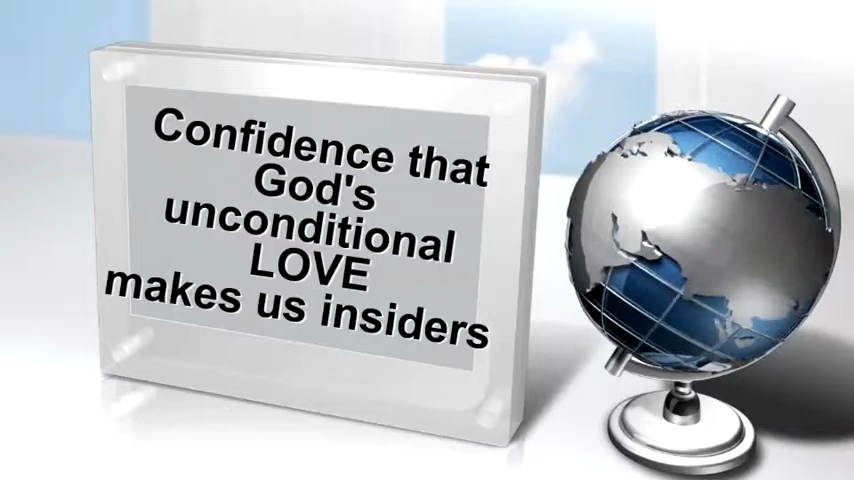 Confidence that
God's
unconditional
LOVE
makes us insiders